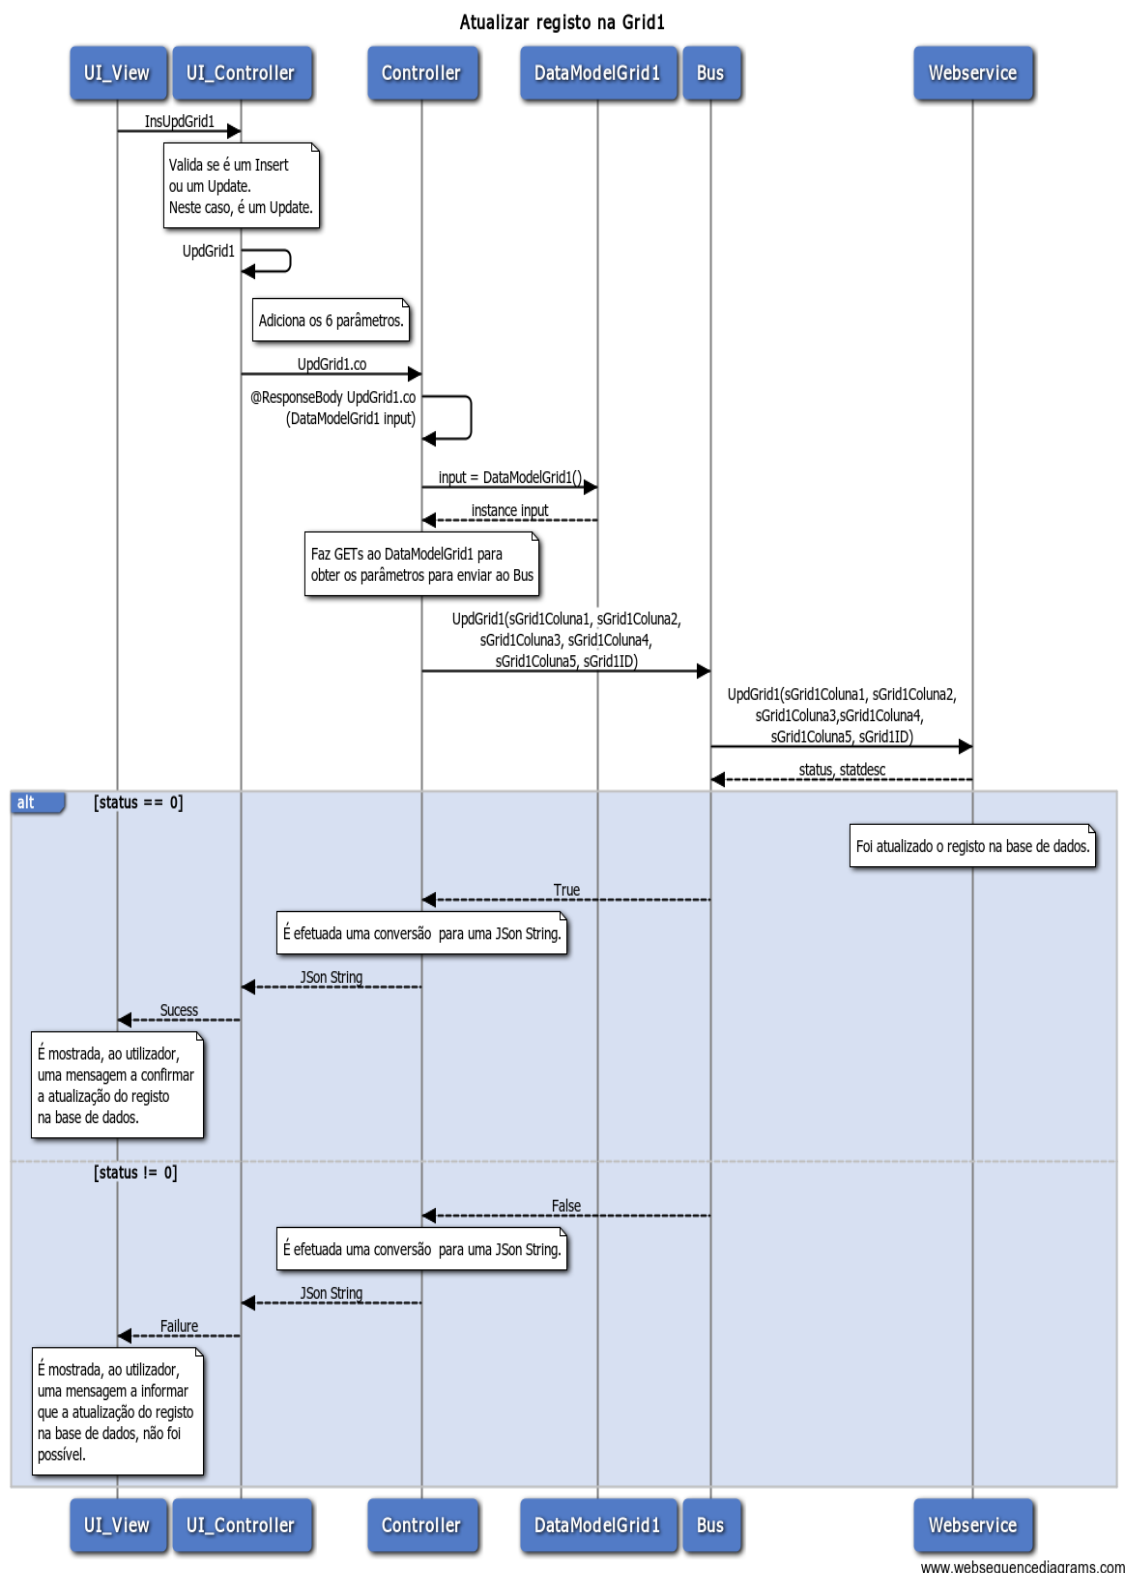 Atualizar registo na Grid1
UI_View
UI_Controller
Controller
DataModelGrid1
Bus
Webservice
InsUpdGrid1
Valida se é um Insert
ou um Update.
Neste caso, é um Update.
UpdGrid1
Adiciona os 6 parâmetros.
UpdGrid1.co
@ResponseBody UpdGrid1.co
(DataModelGrid1 input)
input = DataModelGrid1()
instance input
Faz GETs ao DataModelGrid1 para
obter os parâmetros para enviar ao Bus
UpdGrid1(sGrid1Coluna1, sGrid1Coluna2,
sGrid1Coluna3, sGrid1Coluna4,
sGrid1Coluna5, sGrid1ID)
UpdGrid1(sGrid1Coluna1, sGrid1Coluna2,
sGrid1Coluna3,sGrid1Coluna4,
sGrid1Coluna5, sGrid1ID)
status, statdesc
alt
[status == 0]
Foi atualizado o registo na base de dados.
True
É efetuada uma conversão  para uma JSon String.
JSon String
Sucess
É mostrada, ao utilizador,
uma mensagem a confirmar
a atualização do registo
na base de dados.
[status != 0]
False
É efetuada uma conversão  para uma JSon String.
JSon String
Failure
É mostrada, ao utilizador,
uma mensagem a informar
que a atualização do registo
na base de dados, não foi
possível.
UI_View
UI_Controller
Controller
DataModelGrid1
Bus
Webservice
www.websequencediagrams.com